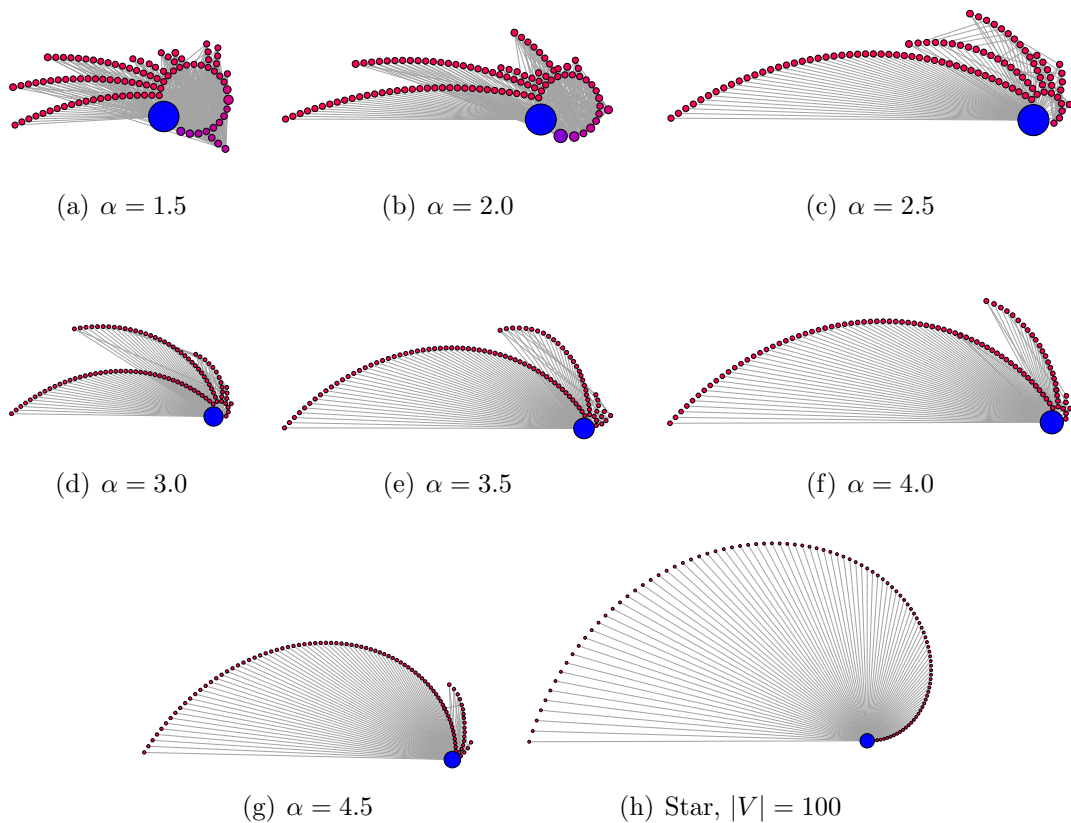 (a) α = 1.5
(b) α = 2.0
(c) α = 2.5
(d) α = 3.0
(e) α = 3.5
(f) α = 4.0
(g) α = 4.5
(h) Star, |V| = 100